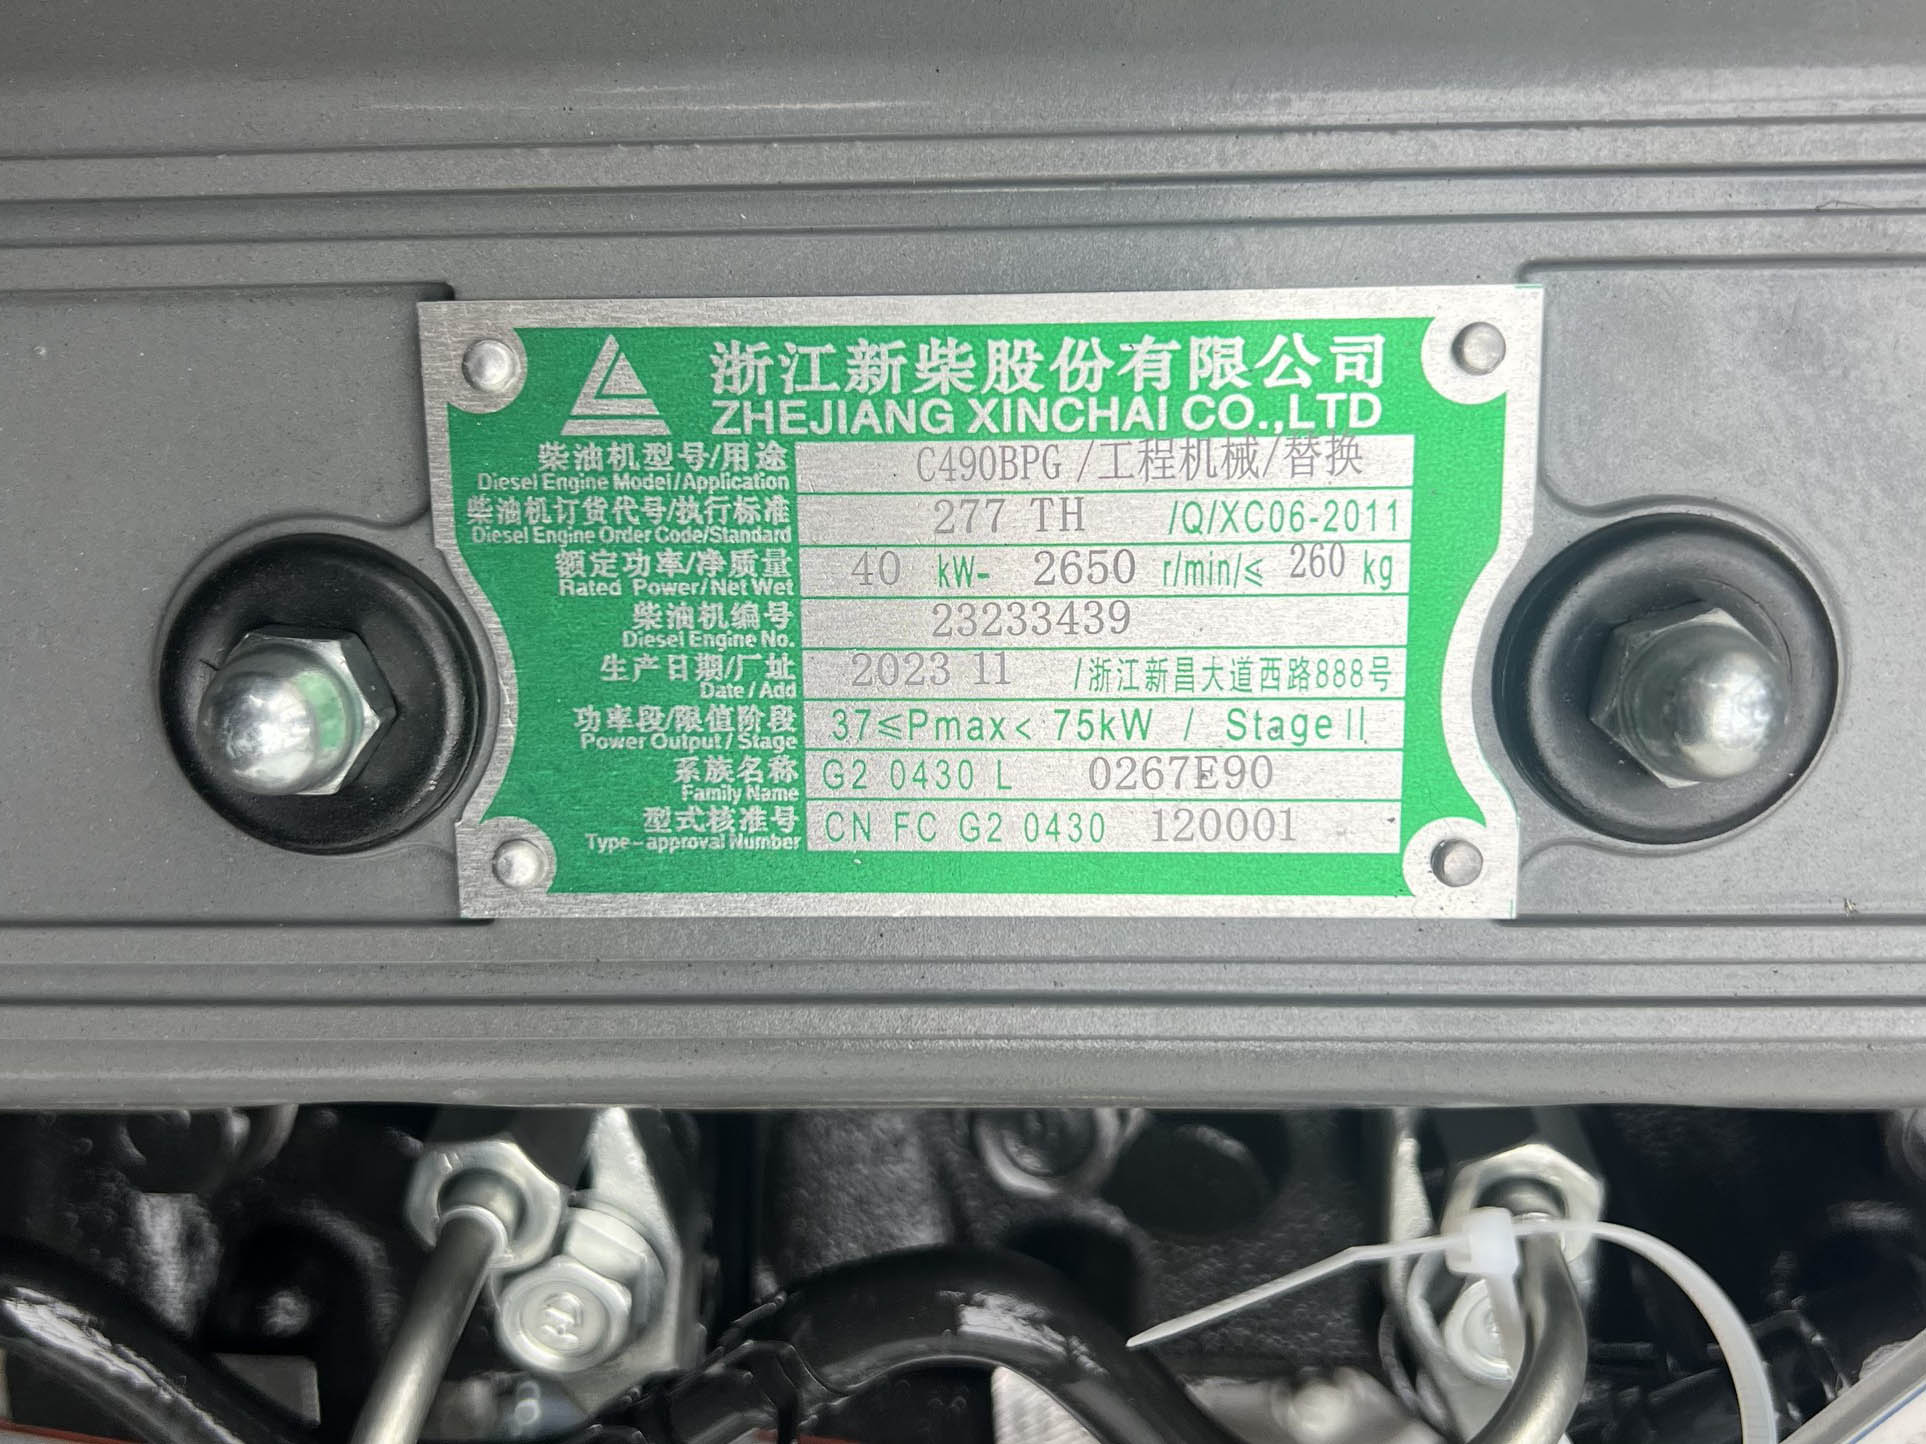 浙江新柴股份有限公司
ZHEJIANG XINCHAI CO.,LTD
柴油机型号/用途 C490BPG /工程机械/替换
Diesel Engine Model/Application
柴油机订货代号/执行标准 277 TH /Q/XC06-2011
Diesel Engine Order Code/Standard
额定功率/净质量 40 kW- 2650 r/min/≤ 260 kg
Rated Power/Net Wet
柴油机编号 23233439
Diesel Engine No.
生产日期/厂址 2023 11 /浙江新昌大道西路888号
Date/Add
功率段/限值阶段 37≤Pmax< 75kW / Stage II
Power Output/Stage
系族名称 G2 0430 L 0267E90
Family Name
型式核准号 CN FC G2 0430 120001
Type-approval Number